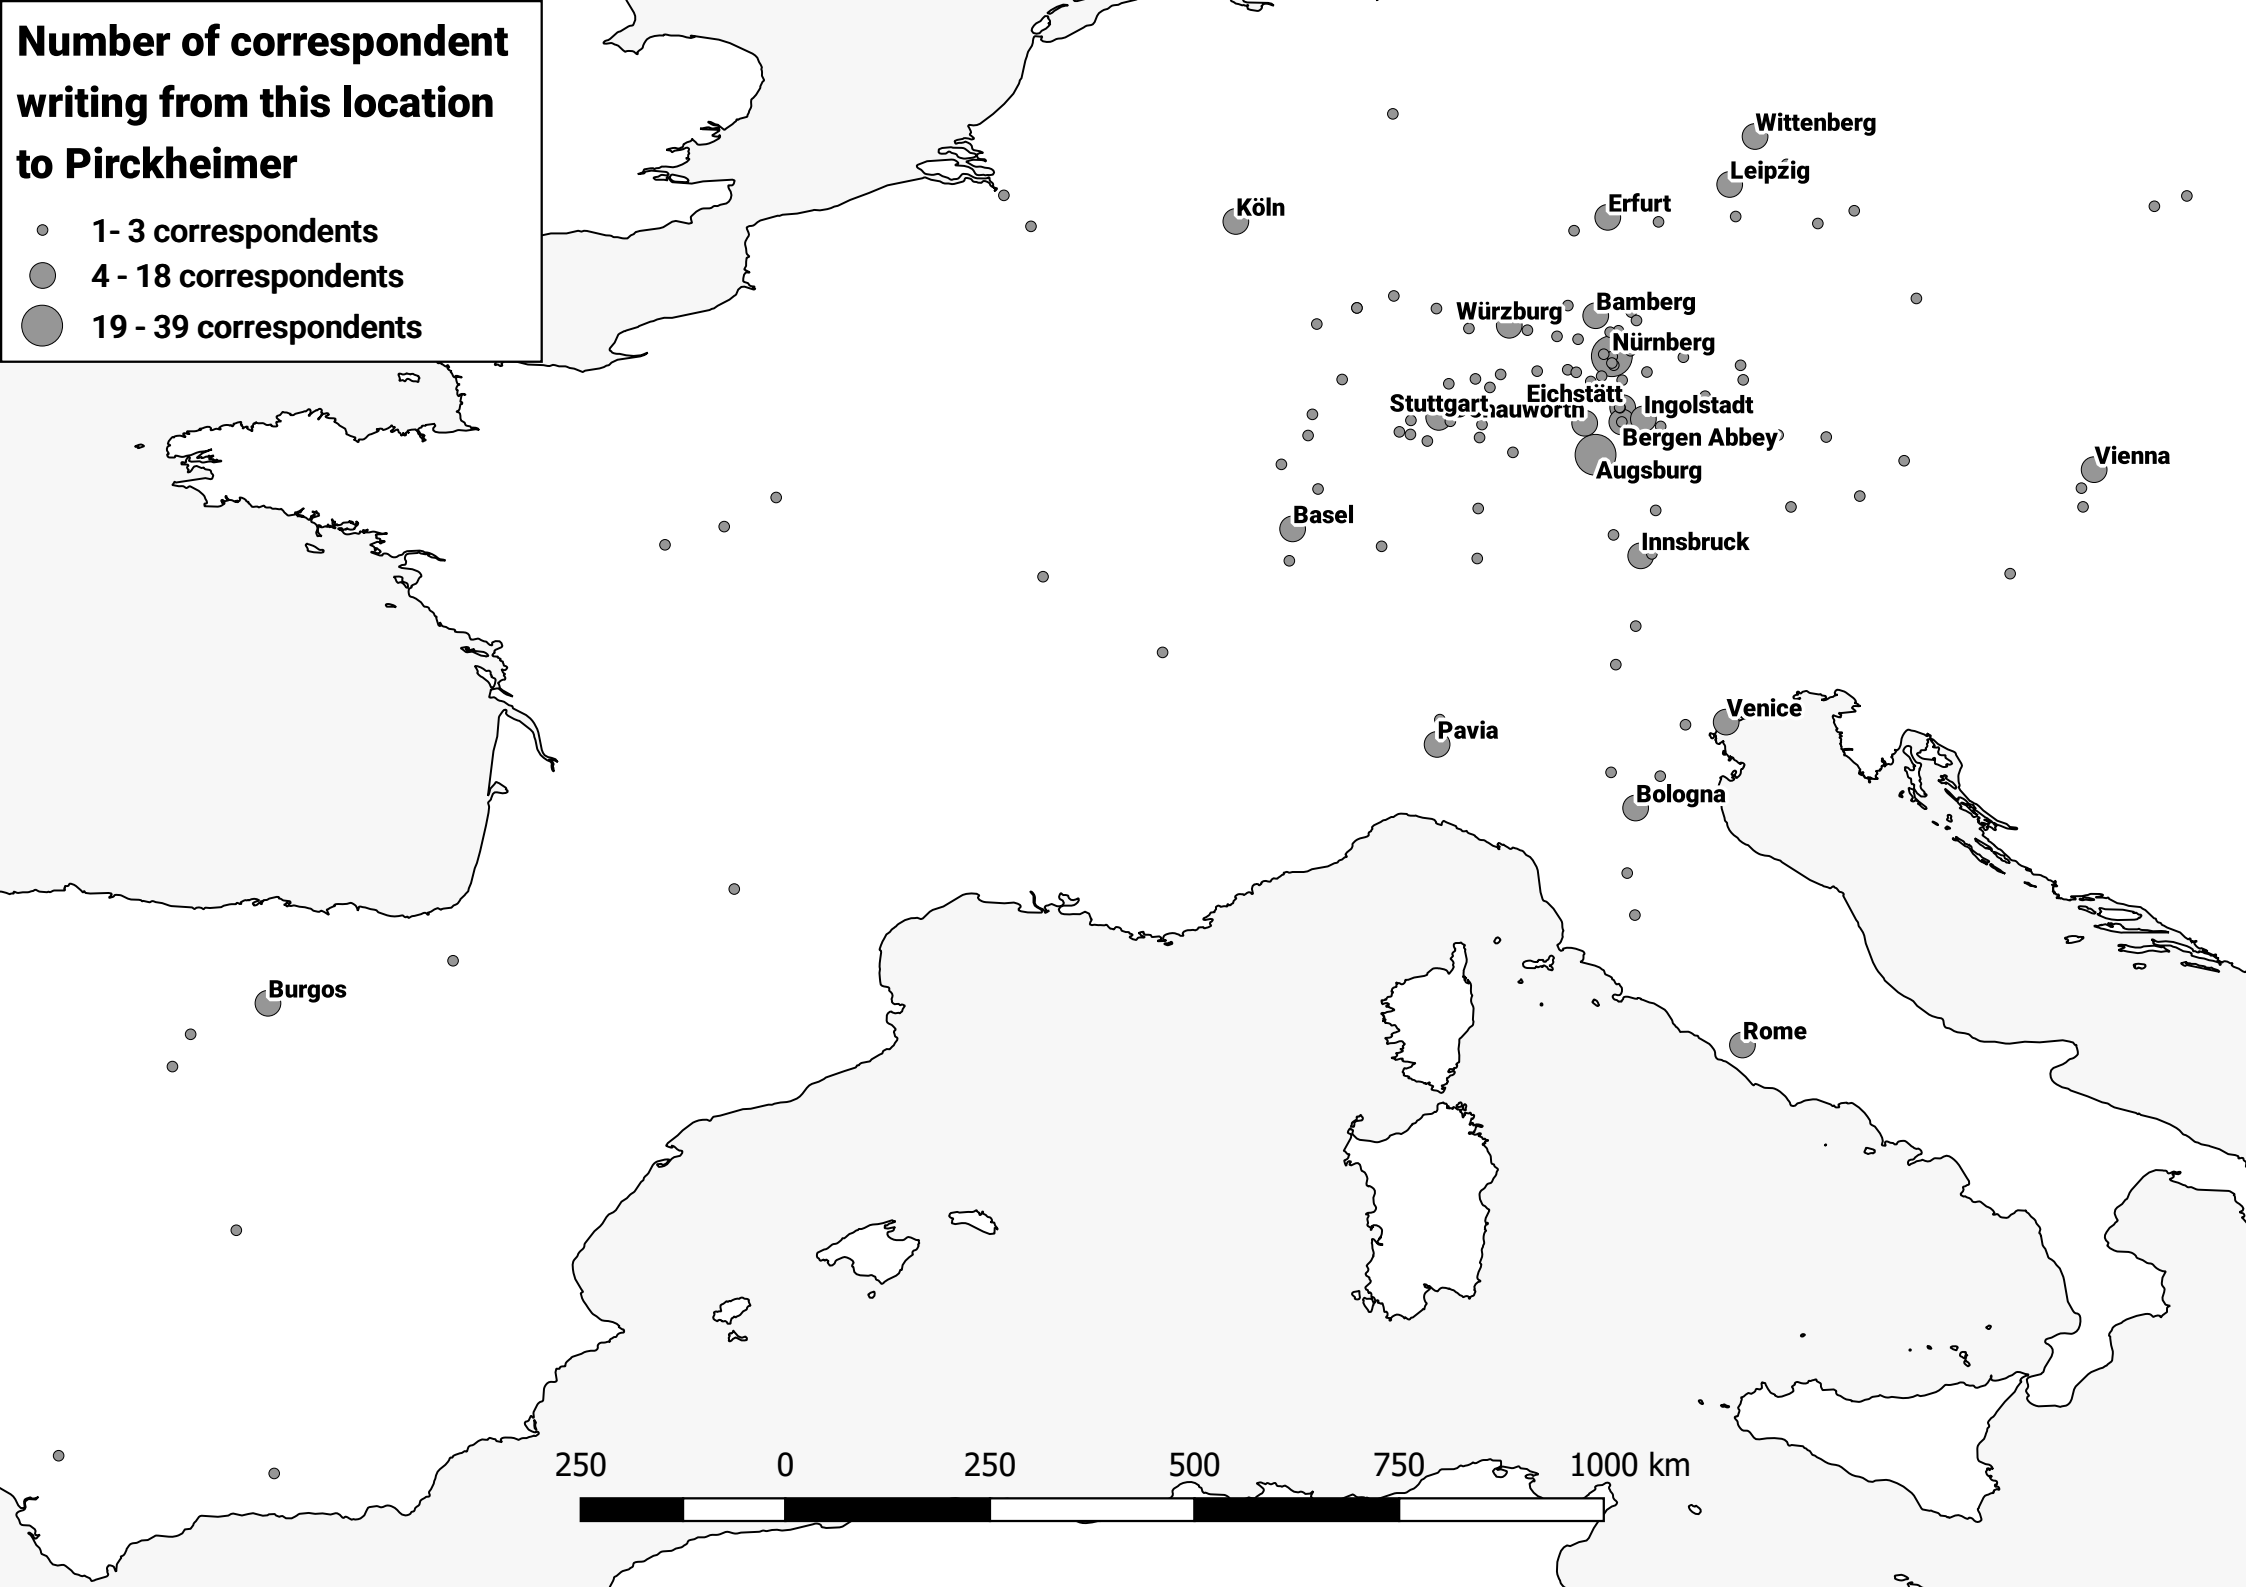 Number of correspondent
writing from this location
to Pirckheimer
1- 3 correspondents
4 - 18 correspondents
19 - 39 correspondents
Wittenberg
Leipzig
Erfurt
Köln
Bamberg
Würzburg
Nürnberg
Eichstätt
Stuttgart
Ingolstadt
Bergen Abbey
Augsburg
Vienna
Basel
Innsbruck
Venice
Pavia
Bologna
Burgos
Rome
250 0 250 500 750 1000 km